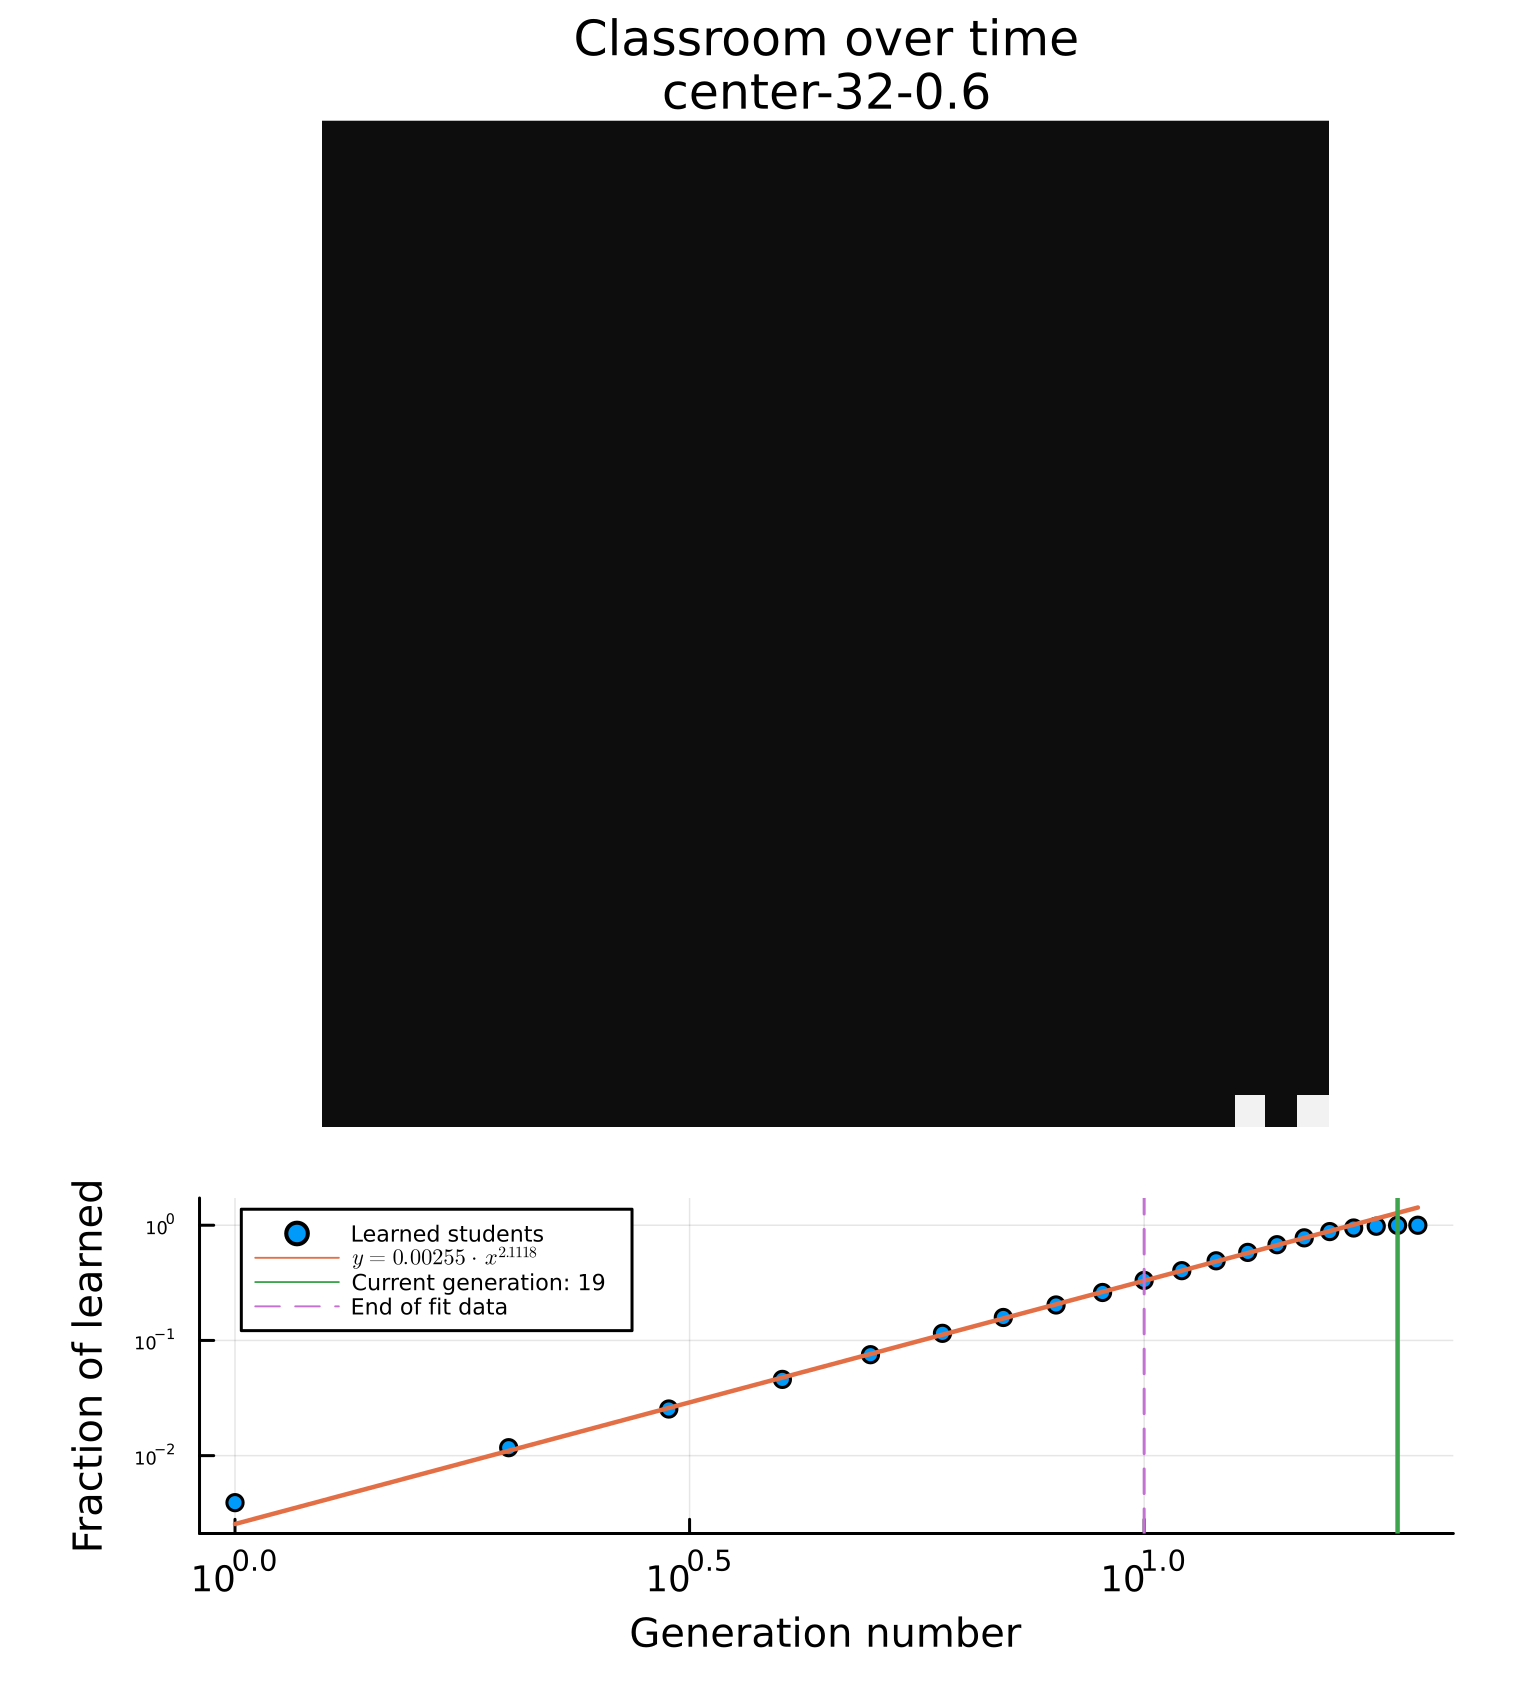 Classroom over time
center-32-0.6
Fraction of learned
10^0
10^-1
10^-2
Learned students
y = 0.00255 · x^2.1118
Current generation: 19
End of fit data
10^0.0 10^0.5 10^1.0
Generation number